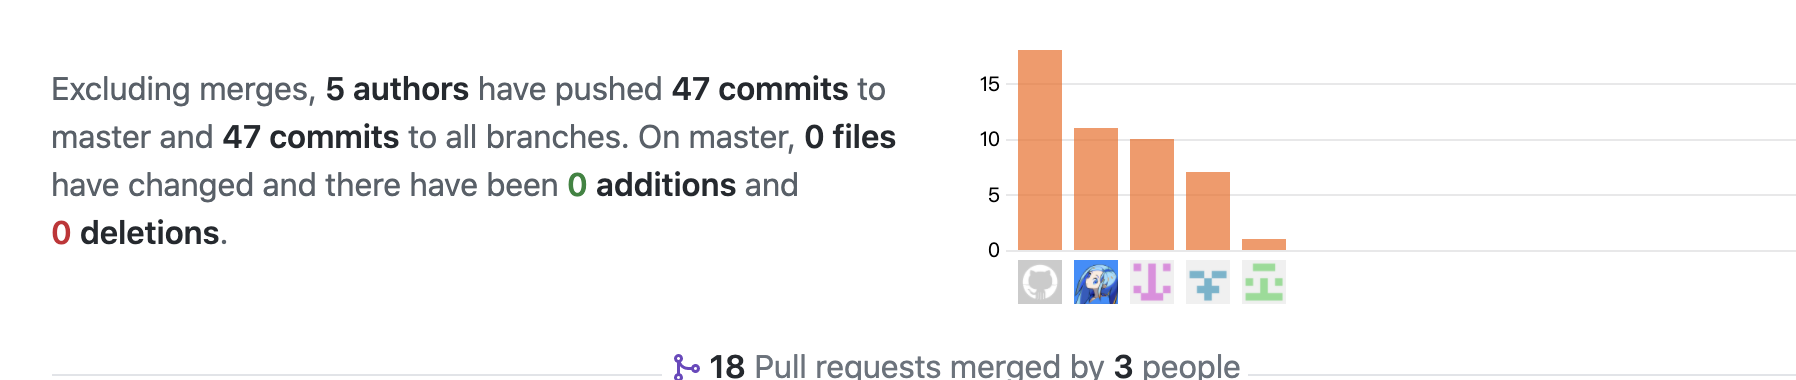 Excluding merges, 5 authors have pushed 47 commits to
master and 47 commits to all branches. On master, 0 files
have changed and there have been 0 additions and
0 deletions.
15
10
5
0
18 Pull requests merged by 3 people